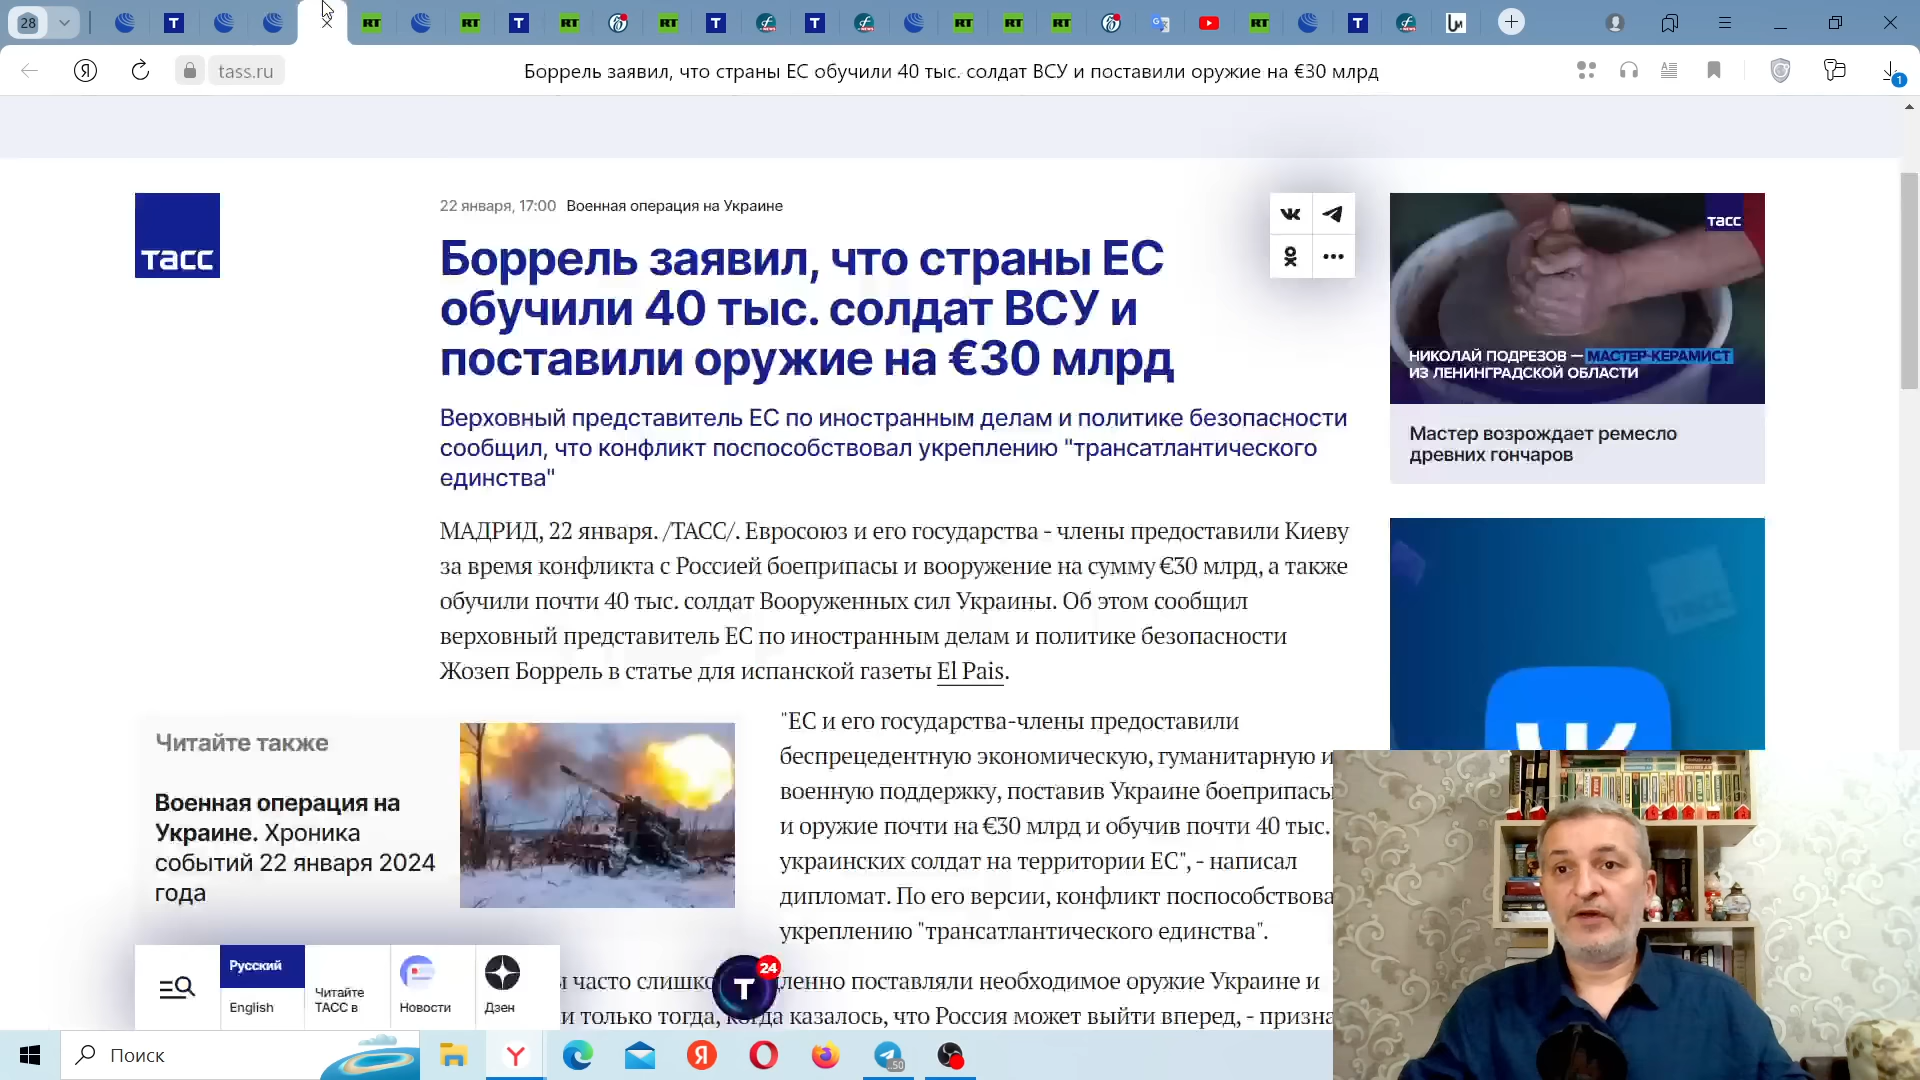 28
tass.ru
Боррель заявил, что страны ЕС обучили 40 тыс. солдат ВСУ и поставили оружие на €30 млрд
1
ТАСС
22 января, 17:00 Военная операция на Украине
Боррель заявил, что страны ЕС
обучили 40 тыс. солдат ВСУ и
поставили оружие на €30 млрд
Верховный представитель ЕС по иностранным делам и политике безопасности
сообщил, что конфликт поспособствовал укреплению "трансатлантического
единства"
МАДРИД, 22 января. /ТАСС/. Евросоюз и его государства - члены предоставили Киеву
за время конфликта с Россией боеприпасы и вооружение на сумму €30 млрд, а также
обучили почти 40 тыс. солдат Вооруженных сил Украины. Об этом сообщил
верховный представитель ЕС по иностранным делам и политике безопасности
Жозеп Боррель в статье для испанской газеты El Pais.
ТАСС
НИКОЛАЙ ПОДРЕЗОВ — МАСТЕР-КЕРАМИСТ
ИЗ ЛЕНИНГРАДСКОЙ ОБЛАСТИ
Мастер возрождает ремесло
древних гончаров
Читайте также
Военная операция на
Украине. Хроника
событий 22 января 2024
года
"ЕС и его государства-члены предоставили
беспрецедентную экономическую, гуманитарную и
военную поддержку, поставив Украине боеприпасы
и оружие почти на €30 млрд и обучив почти 40 тыс.
украинских солдат на территории ЕС", - написал
дипломат. По его версии, конфликт поспособствова
укреплению "трансатлантического единства".
часто слишко ленно поставляли необходимое оружие Украине и
и только тогда, когда казалось, что Россия может выйти вперед, - призна
Русский
English
Читайте
ТАСС в
Новости
Дзен
T
24
Поиск
50